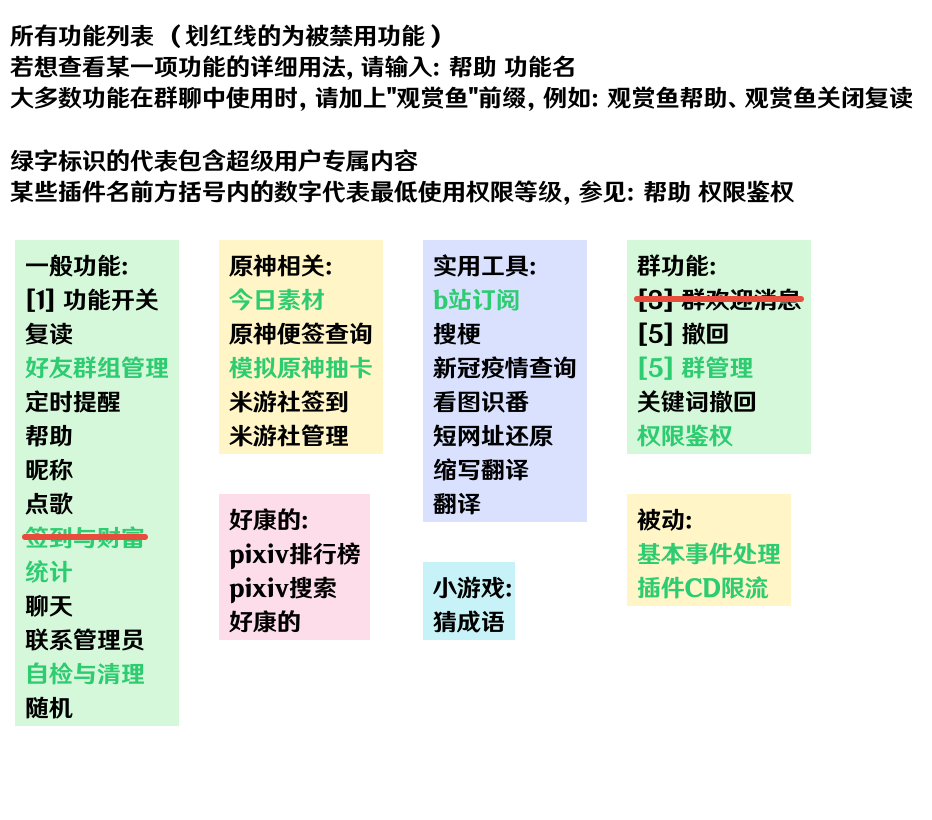 所有功能列表（划红线的为被禁用功能）
若想查看某一项功能的详细用法, 请输入: 帮助 功能名
大多数功能在群聊中使用时, 请加上"观赏鱼"前缀, 例如: 观赏鱼帮助、观赏鱼关闭复读
绿字标识的代表包含超级用户专属内容
某些插件名前方括号内的数字代表最低使用权限等级, 参见: 帮助 权限鉴权
一般功能:
[1] 功能开关
复读
好友群组管理
定时提醒
帮助
昵称
点歌
签到与财富
统计
聊天
联系管理员
自检与清理
随机
原神相关:
今日素材
原神便签查询
模拟原神抽卡
米游社签到
米游社管理
好康的:
pixiv排行榜
pixiv搜索
好康的
实用工具:
b站订阅
搜梗
新冠疫情查询
看图识番
短网址还原
缩写翻译
翻译
小游戏:
猜成语
群功能:
群欢迎消息
[5] 撤回
[5] 群管理
关键词撤回
权限鉴权
被动:
基本事件处理
插件CD限流